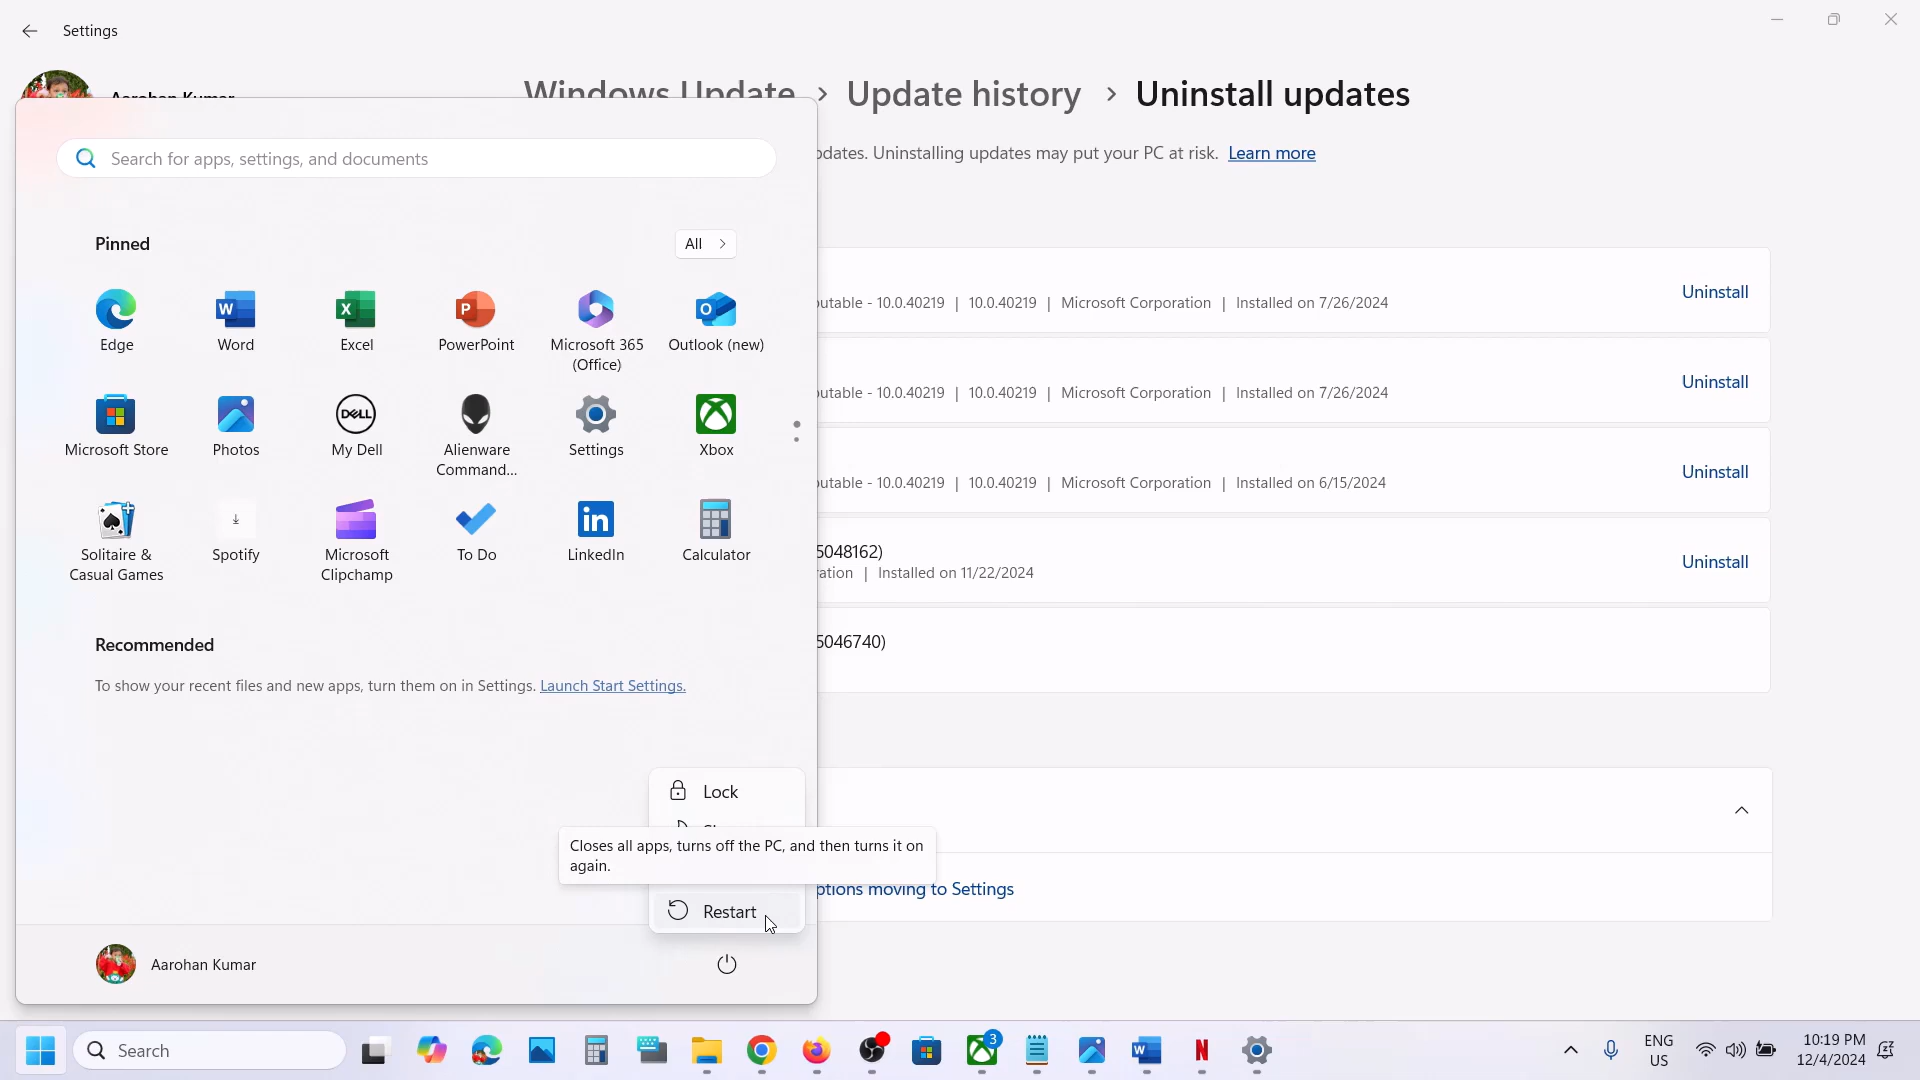 Settings
Aarohan Kumar
Windows Update > Update history > Uninstall updates
pdates. Uninstalling updates may put your PC at risk. Learn more
Search for apps, settings, and documents
Pinned
All >
Edge
Word
Excel
PowerPoint
Microsoft 365
(Office)
Outlook (new)
Microsoft Store
Photos
My Dell
Alienware
Command...
Settings
Xbox
Solitaire &
Casual Games
Spotify
Microsoft
Clipchamp
To Do
LinkedIn
Calculator
Recommended
To show your recent files and new apps, turn them on in Settings. Launch Start Settings.
utable - 10.0.40219 | 10.0.40219 | Microsoft Corporation | Installed on 7/26/2024
Uninstall
utable - 10.0.40219 | 10.0.40219 | Microsoft Corporation | Installed on 7/26/2024
Uninstall
utable - 10.0.40219 | 10.0.40219 | Microsoft Corporation | Installed on 6/15/2024
Uninstall
5048162)
ration | Installed on 11/22/2024
Uninstall
5046740)
Lock
Closes all apps, turns off the PC, and then turns it on
again.
ptions moving to Settings
Restart
Aarohan Kumar
Search
3
ENG
US
10:19 PM
12/4/2024